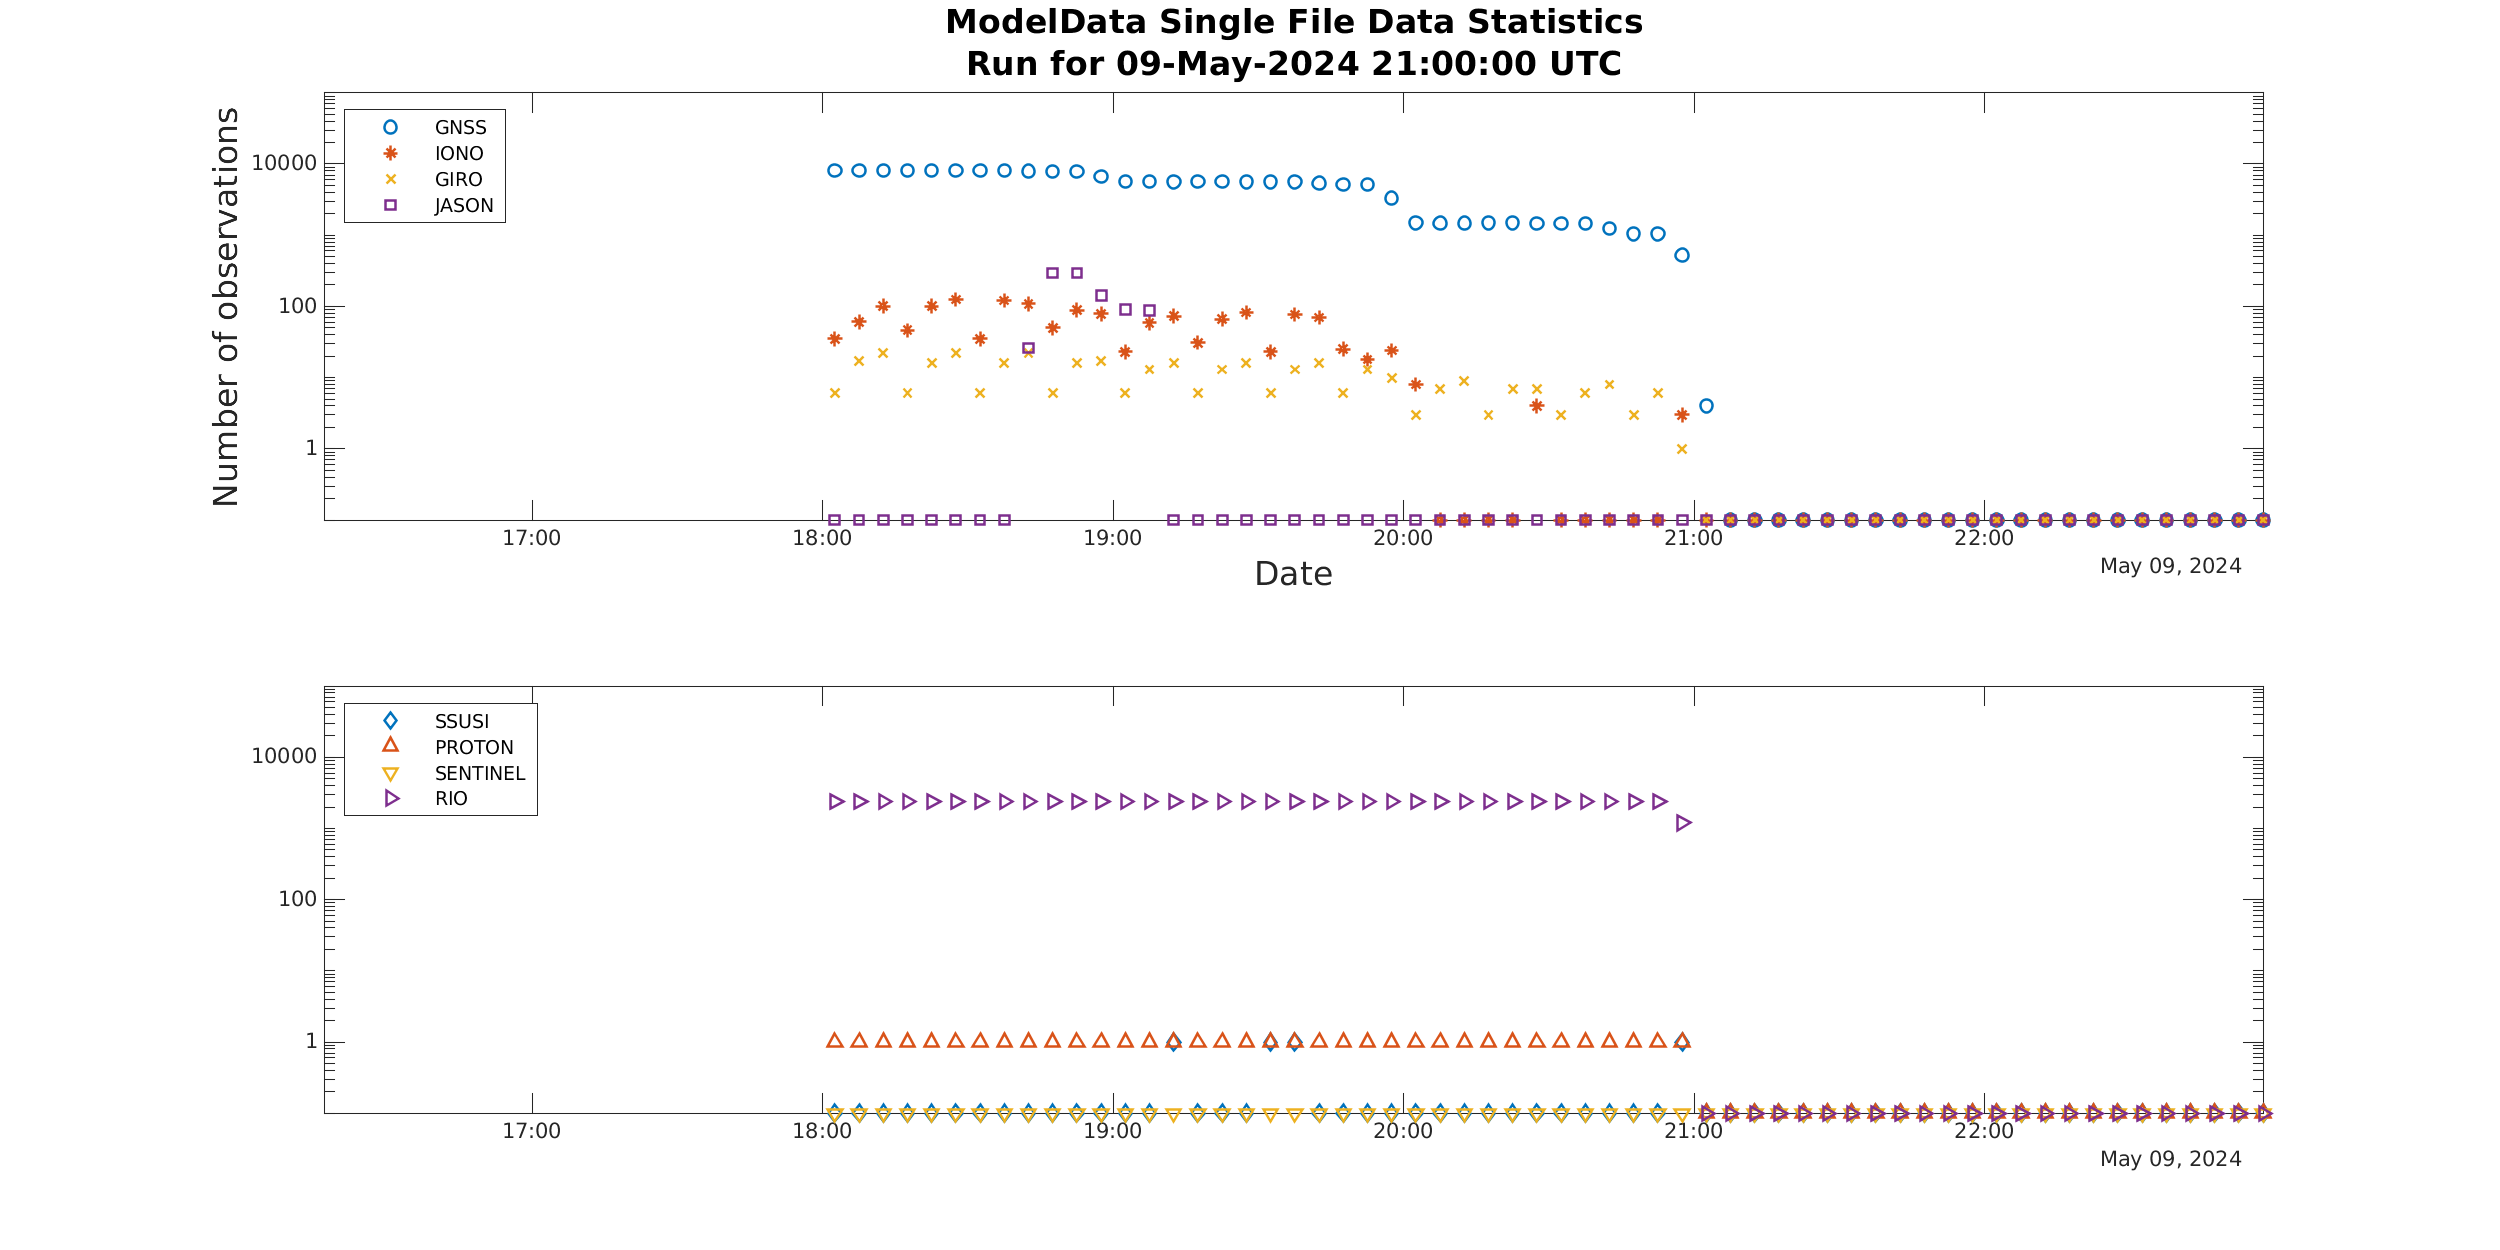 ModelData Single File Data Statistics
Run for 09-May-2024 21:00:00 UTC
Number of observations
10000
100
1
GNSS
IONO
GIRO
JASON
17:00 18:00 19:00 20:00 21:00 22:00
May 09, 2024
Date
10000
100
1
SSUSI
PROTON
SENTINEL
RIO
17:00 18:00 19:00 20:00 21:00 22:00
May 09, 2024